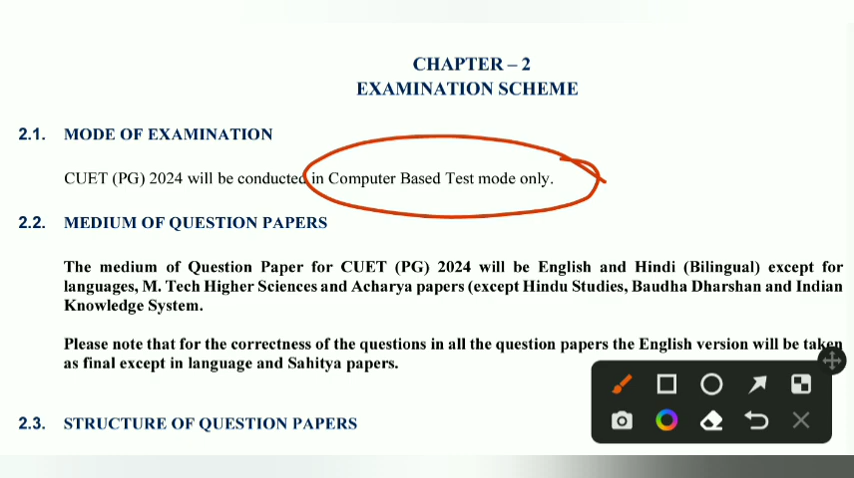 CHAPTER – 2
EXAMINATION SCHEME
2.1. MODE OF EXAMINATION
CUET (PG) 2024 will be conducted in Computer Based Test mode only.
2.2. MEDIUM OF QUESTION PAPERS
The medium of Question Paper for CUET (PG) 2024 will be English and Hindi (Bilingual) except for
languages, M. Tech Higher Sciences and Acharya papers (except Hindu Studies, Baudha Dharshan and Indian
Knowledge System.
Please note that for the correctness of the questions in all the question papers the English version will be taken
as final except in language and Sahitya papers.
2.3. STRUCTURE OF QUESTION PAPERS